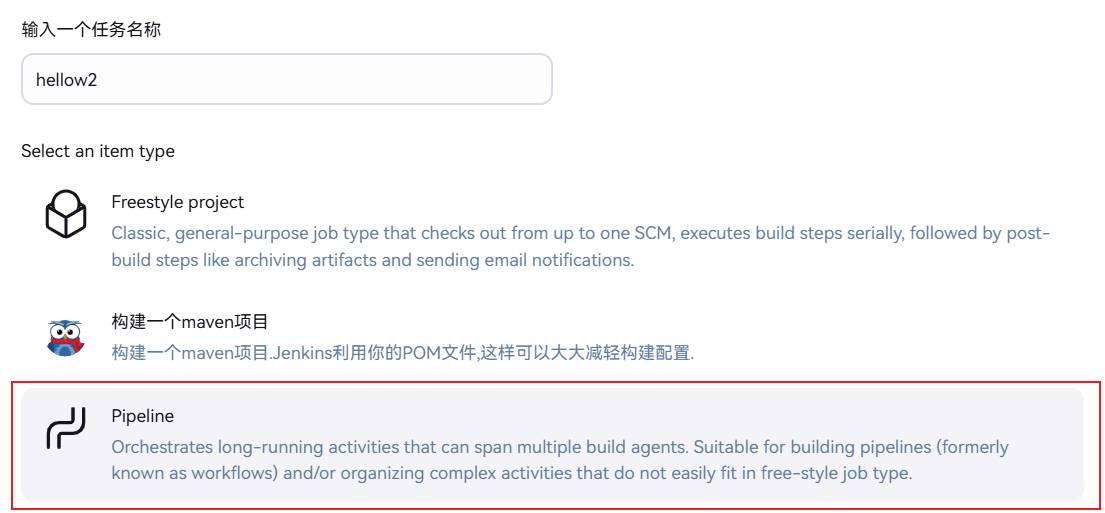 输入一个任务名称
hellow2
Select an item type
Freestyle project
Classic, general-purpose job type that checks out from up to one SCM, executes build steps serially, followed by post-
build steps like archiving artifacts and sending email notifications.
构建一个maven项目
构建一个maven项目.Jenkins利用你的POM文件,这样可以大大减轻构建配置.
Pipeline
Orchestrates long-running activities that can span multiple build agents. Suitable for building pipelines (formerly
known as workflows) and/or organizing complex activities that do not easily fit in free-style job type.